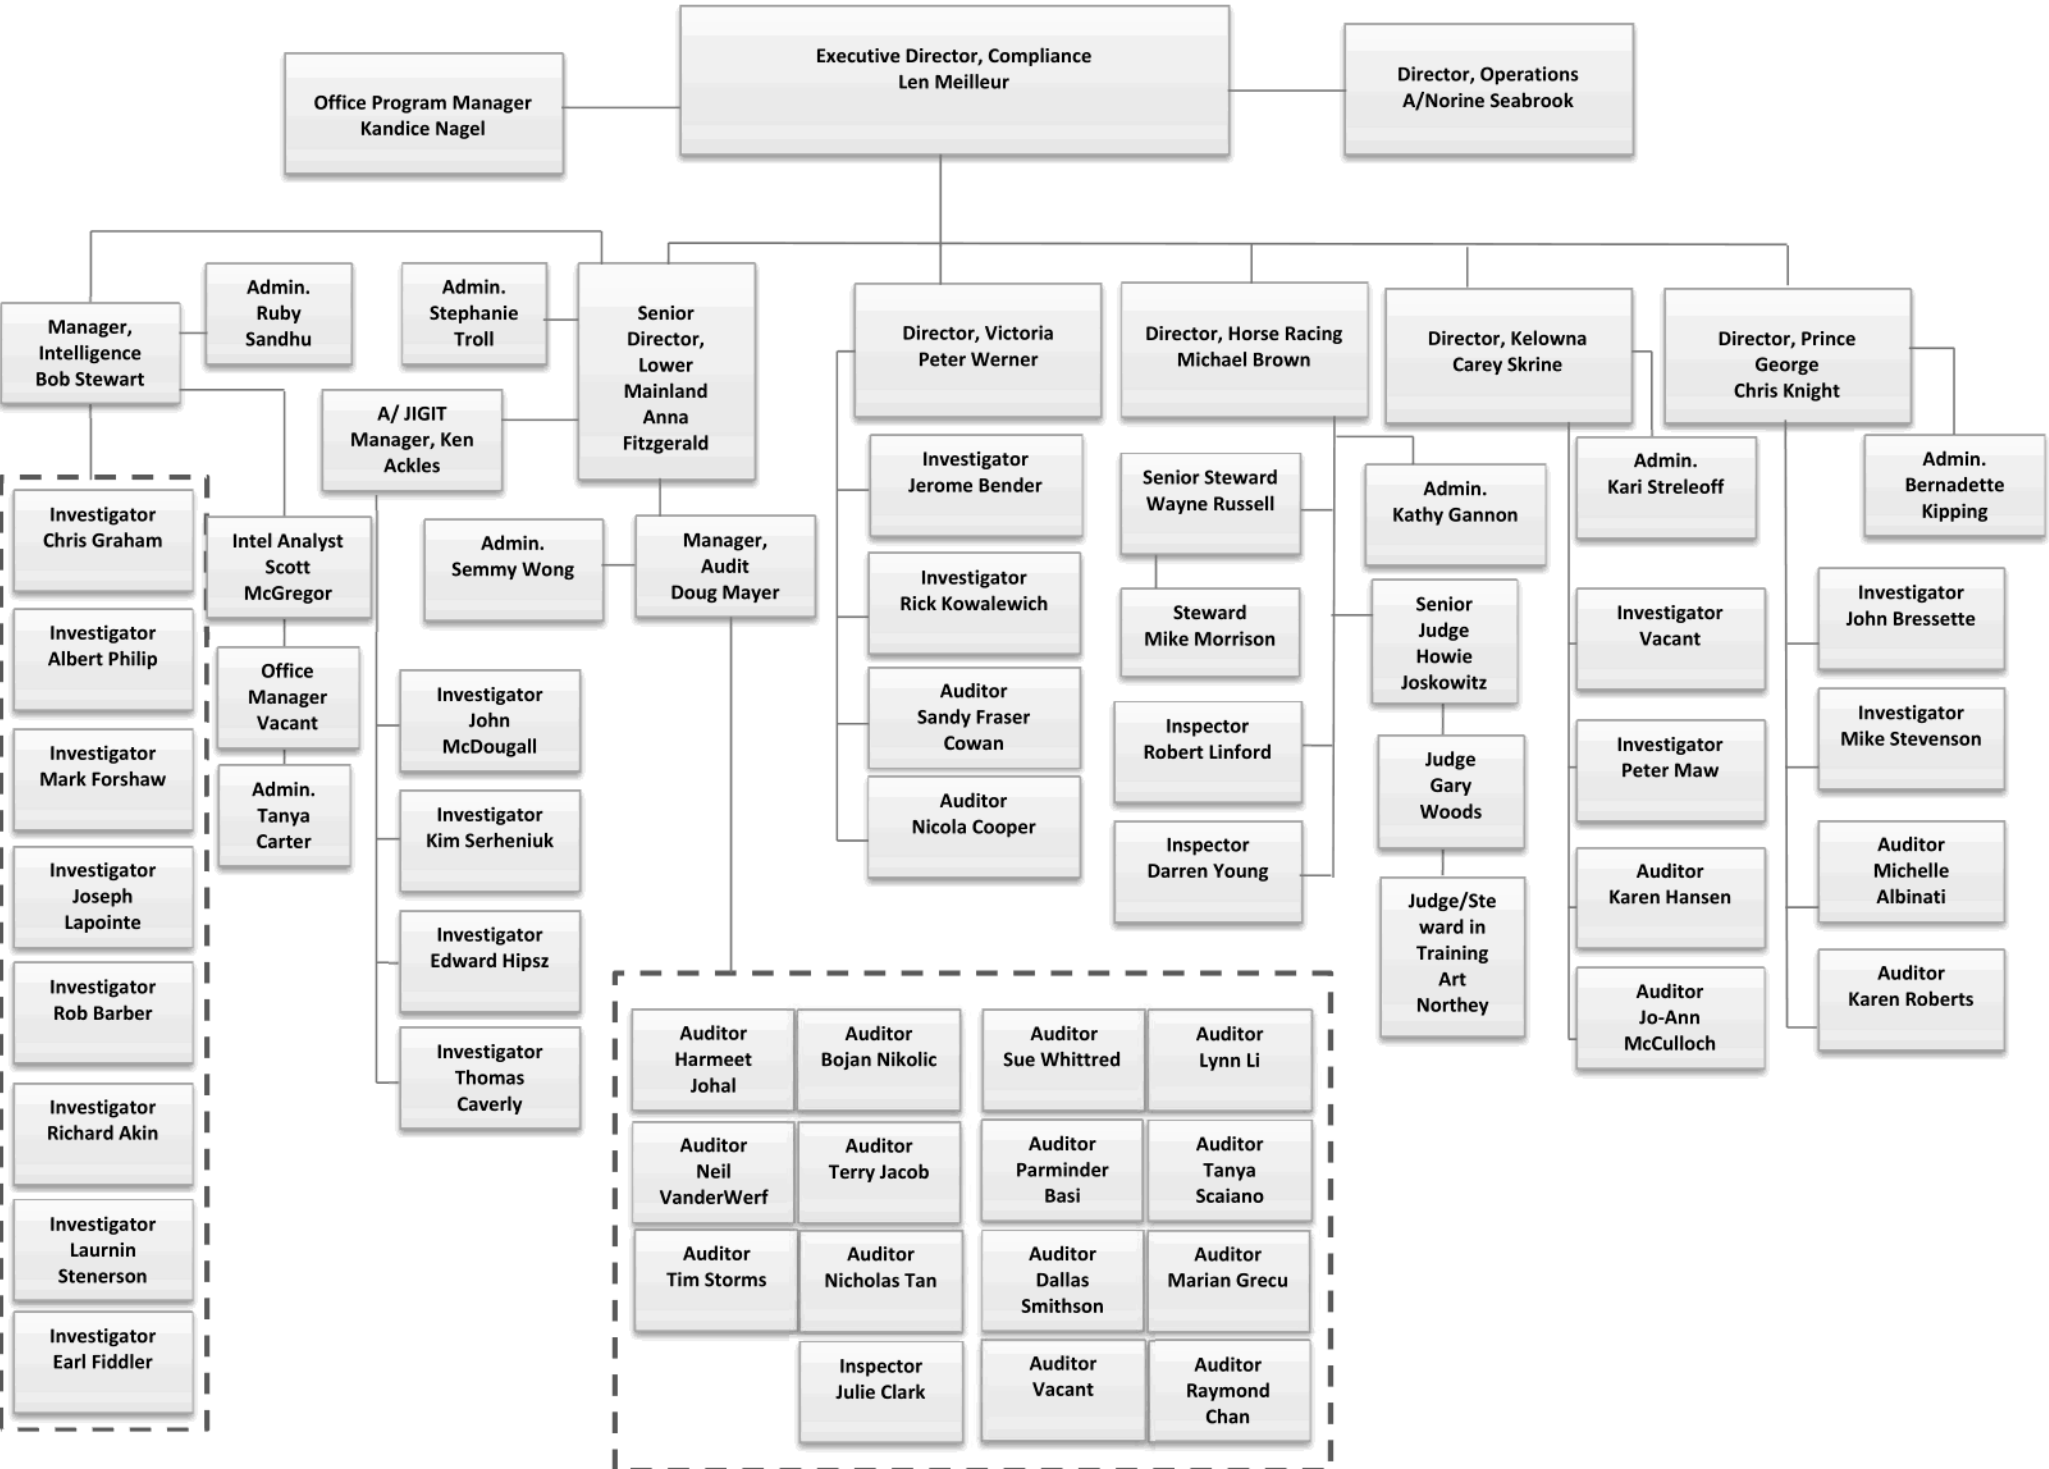 Executive Director, Compliance
Len Meilleur
Office Program Manager
Kandice Nagel
Director, Operations
A/Norine Seabrook
Manager,
Intelligence
Bob Stewart
Admin.
Ruby
Sandhu
Admin.
Stephanie
Troll
Senior
Director,
Lower
Mainland
Anna
Fitzgerald
A/ JIGIT
Manager, Ken
Ackles
Director, Victoria
Peter Werner
Director, Horse Racing
Michael Brown
Director, Kelowna
Carey Skrine
Director, Prince
George
Chris Knight
Investigator
Chris Graham
Investigator
Albert Philip
Investigator
Mark Forshaw
Investigator
Joseph
Lapointe
Investigator
Rob Barber
Investigator
Richard Akin
Investigator
Laurnin
Stenerson
Investigator
Earl Fiddler
Intel Analyst
Scott
McGregor
Office
Manager
Vacant
Admin.
Tanya
Carter
Investigator
John
McDougall
Investigator
Kim Serheniuk
Investigator
Edward Hipsz
Investigator
Thomas
Caverly
Admin.
Semmy Wong
Manager,
Audit
Doug Mayer
Auditor
Harmeet
Johal
Auditor
Bojan Nikolic
Auditor
Sue Whittred
Auditor
Lynn Li
Auditor
Neil
VanderWerf
Auditor
Terry Jacob
Auditor
Parminder
Basi
Auditor
Tanya
Scaiano
Auditor
Tim Storms
Auditor
Nicholas Tan
Auditor
Dallas
Smithson
Auditor
Marian Grecu
Inspector
Julie Clark
Auditor
Vacant
Auditor
Raymond
Chan
Investigator
Jerome Bender
Investigator
Rick Kowalewich
Auditor
Sandy Fraser
Cowan
Auditor
Nicola Cooper
Senior Steward
Wayne Russell
Steward
Mike Morrison
Inspector
Robert Linford
Inspector
Darren Young
Admin.
Kathy Gannon
Senior
Judge
Howie
Joskowitz
Judge
Gary
Woods
Judge/Ste
ward in
Training
Art
Northey
Admin.
Kari Streleoff
Investigator
Vacant
Investigator
Peter Maw
Auditor
Karen Hansen
Auditor
Jo-Ann
McCulloch
Admin.
Bernadette
Kipping
Investigator
John Bressette
Investigator
Mike Stevenson
Auditor
Michelle
Albinati
Auditor
Karen Roberts